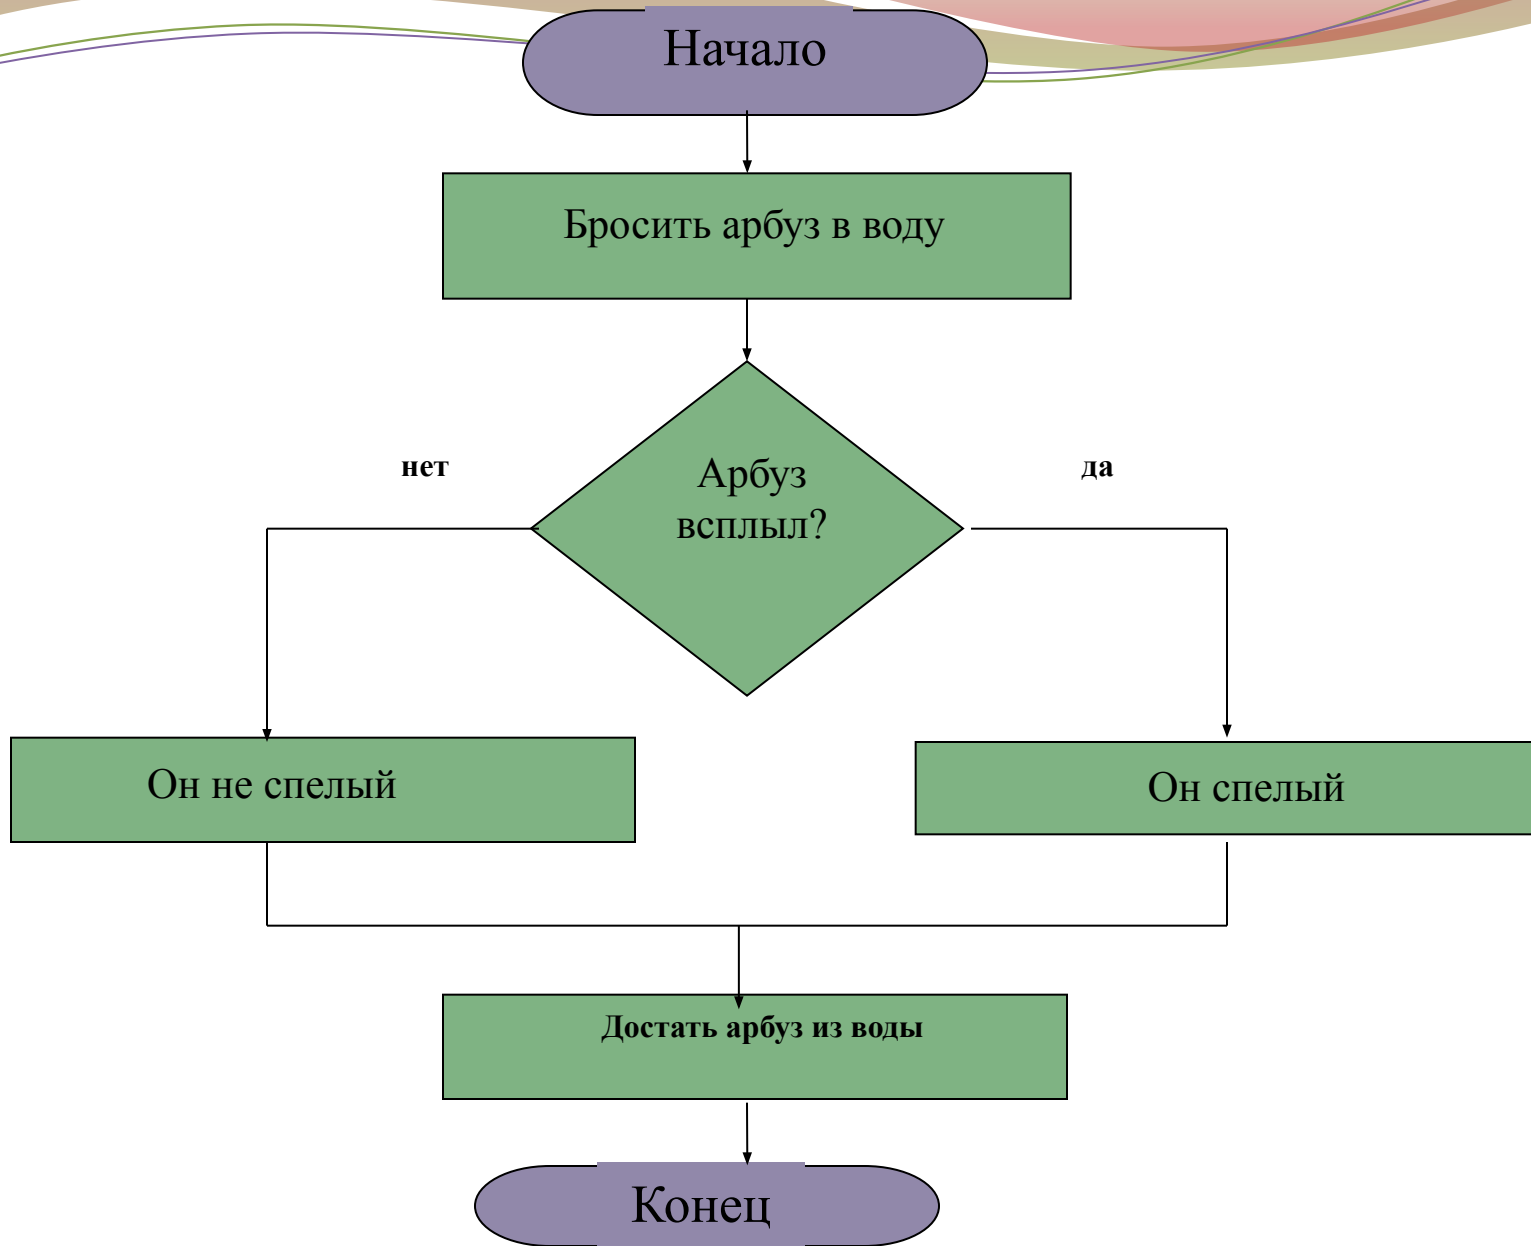 Начало
Бросить арбуз в воду
нет
да
Арбуз
всплыл?
Он не спелый
Он спелый
Достать арбуз из воды
Конец